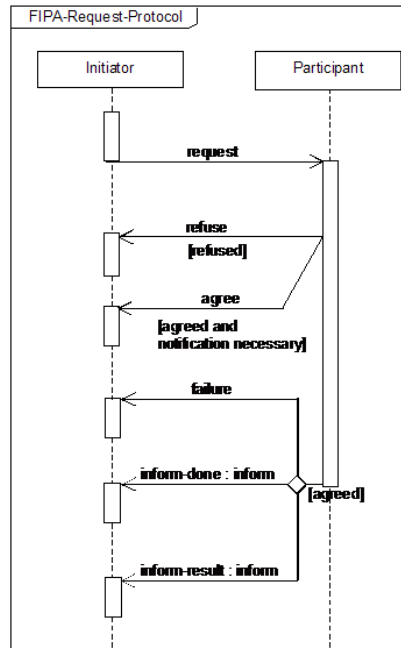 FIPA-Request-Protocol
Initiator
Participant
request
refuse
[refused]
agree
[agreed and
notification necessary]
failure
inform-done : inform
[agreed]
inform-result : inform